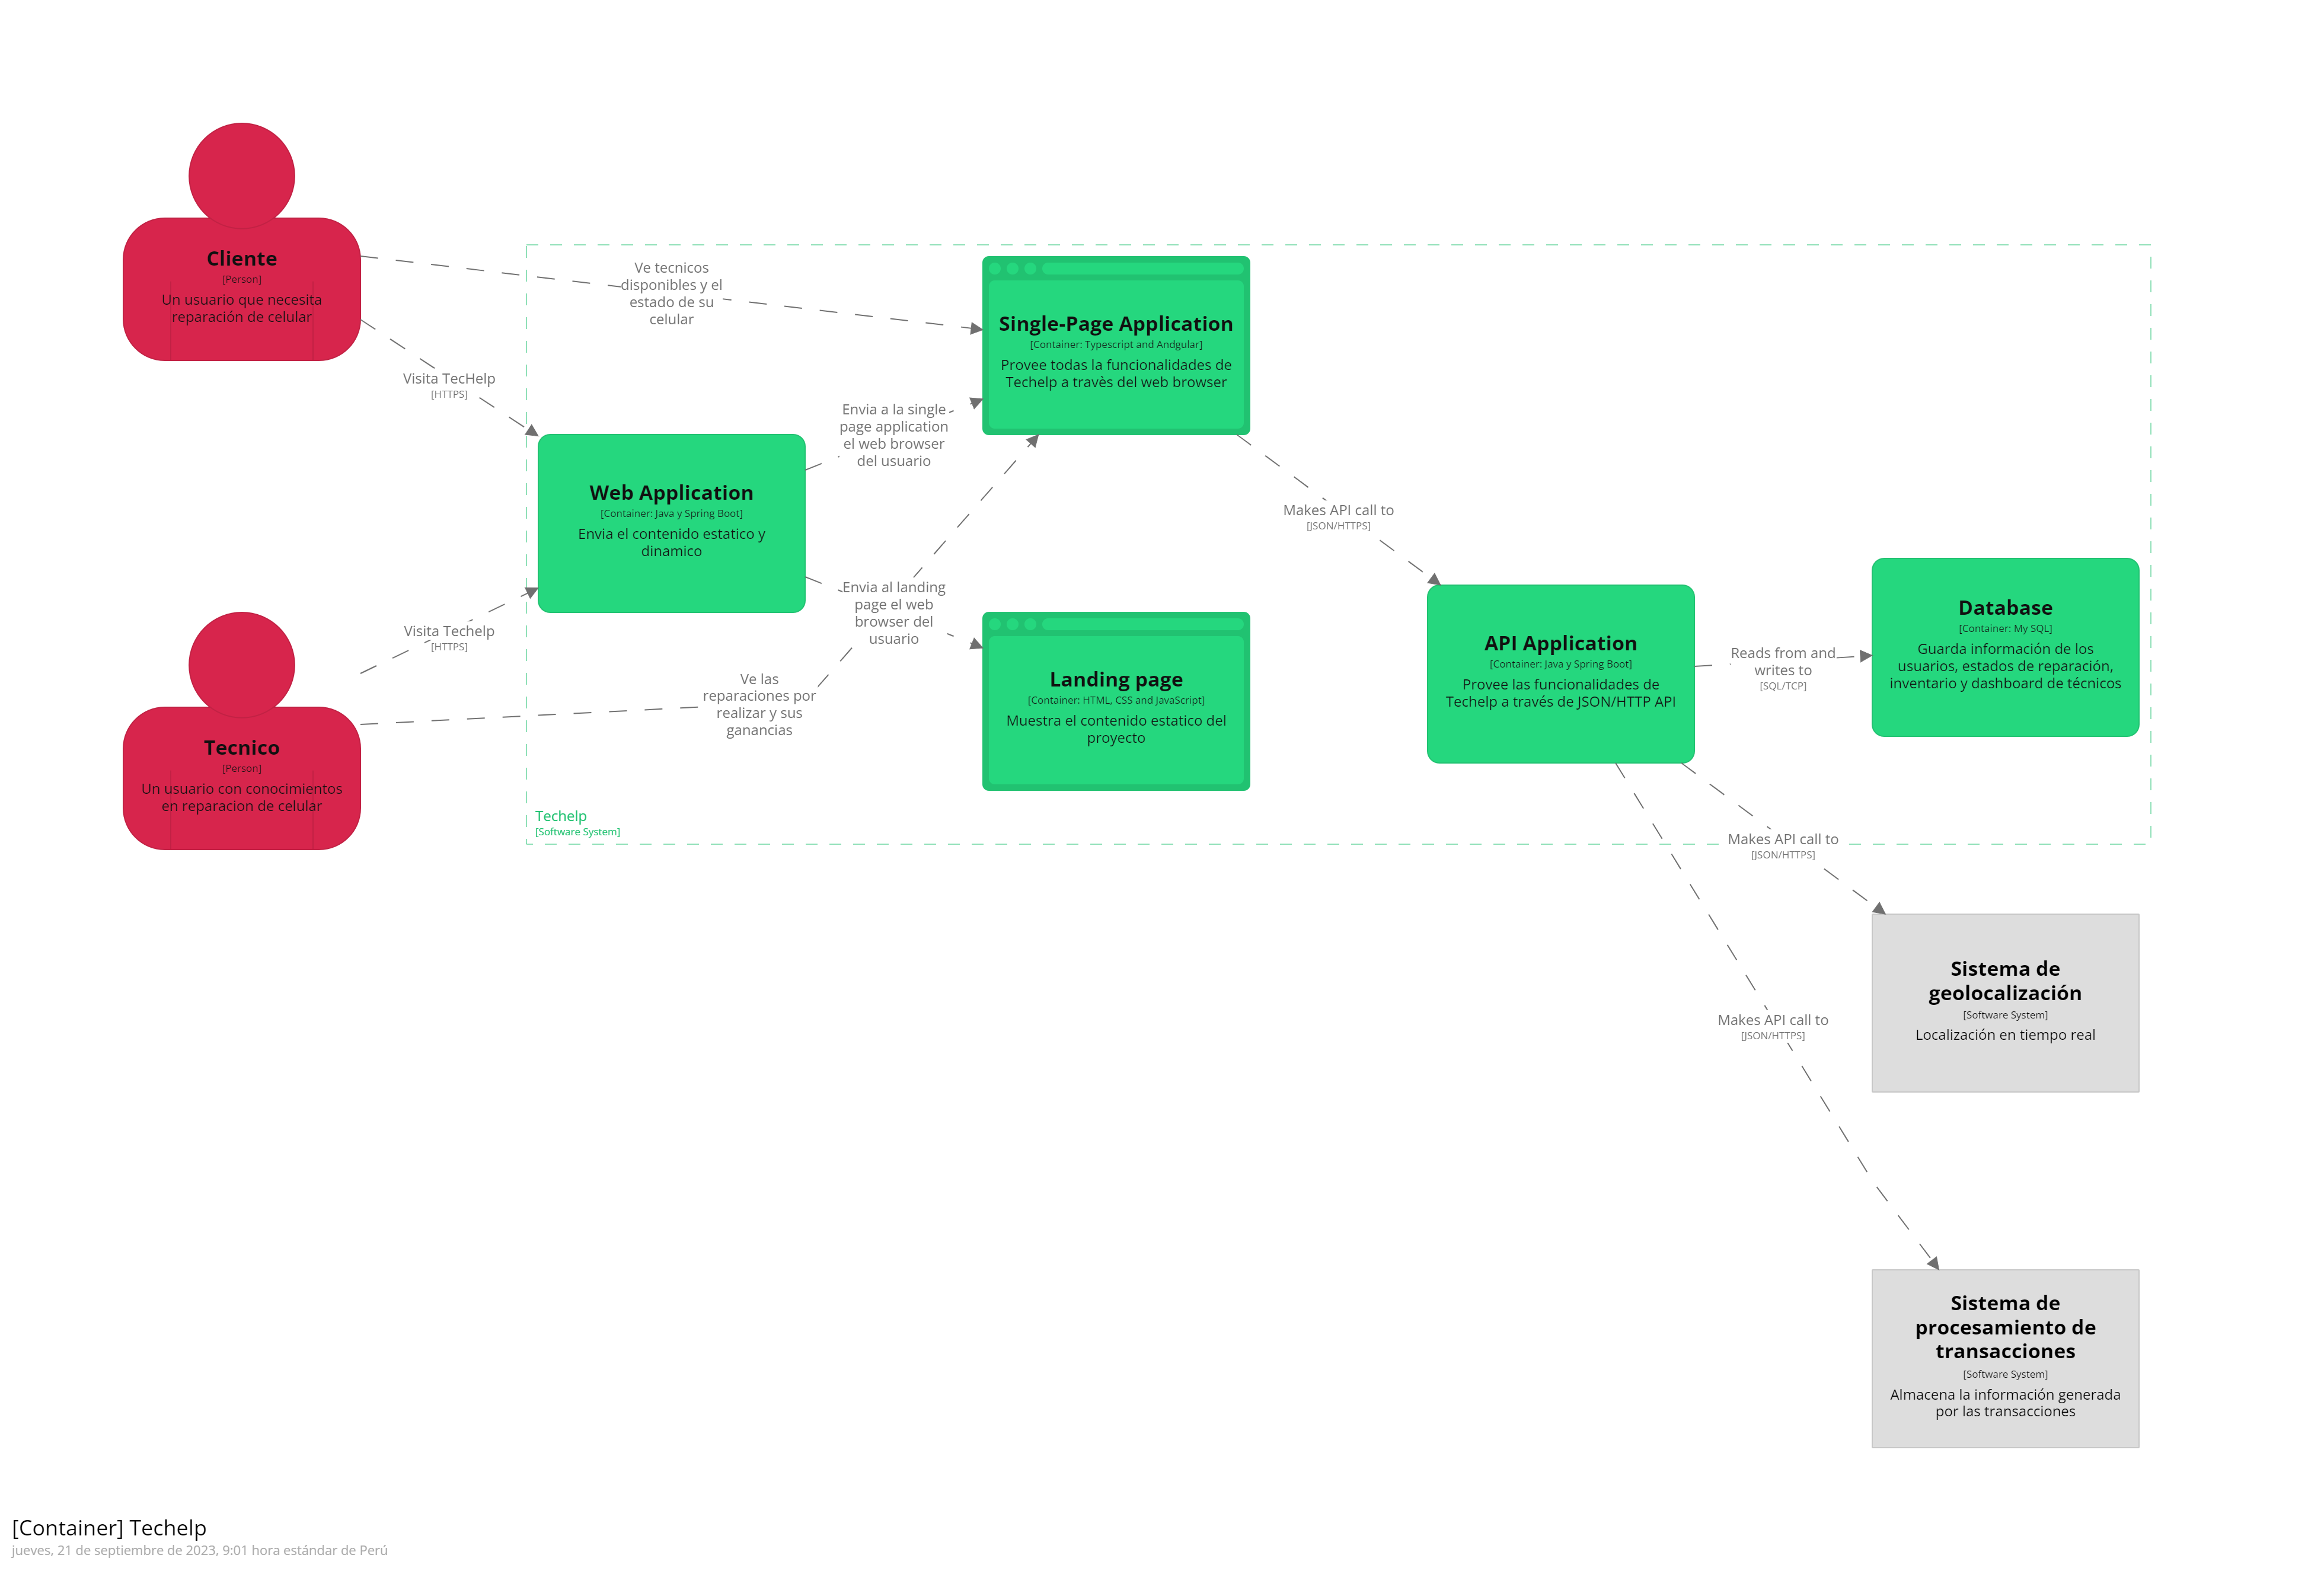 Cliente
[Person]
Un usuario que necesita
reparación de celular
Ve tecnicos
disponibles y el
estado de su
celular
Single-Page Application
[Container: Typescript and Andgular]
Provee todas la funcionalidades de
Techelp a travès del web browser
Visita TecHelp
[HTTPS]
Envia a la single
page application
el web browser
del usuario
Web Application
[Container: Java y Spring Boot]
Envia el contenido estatico y
dinamico
Makes API call to
[JSON/HTTPS]
Visita Techelp
[HTTPS]
Envia al landing
page el web
browser del
usuario
Tecnico
[Person]
Un usuario con conocimientos
en reparacion de celular
Ve las
reparaciones por
realizar y sus
ganancias
Landing page
[Container: HTML, CSS and JavaScript]
Muestra el contenido estatico del
proyecto
API Application
[Container: Java y Spring Boot]
Provee las funcionalidades de
Techelp a través de JSON/HTTP API
Reads from and
writes to
[SQL/TCP]
Database
[Container: My SQL]
Guarda información de los
usuarios, estados de reparación,
inventario y dashboard de técnicos
Techelp
[Software System]
Makes API call to
[JSON/HTTPS]
Sistema de
geolocalización
[Software System]
Localización en tiempo real
Makes API call to
[JSON/HTTPS]
Sistema de
procesamiento de
transacciones
[Software System]
Almacena la información generada
por las transacciones
[Container] Techelp
jueves, 21 de septiembre de 2023, 9:01 hora estándar de Perú